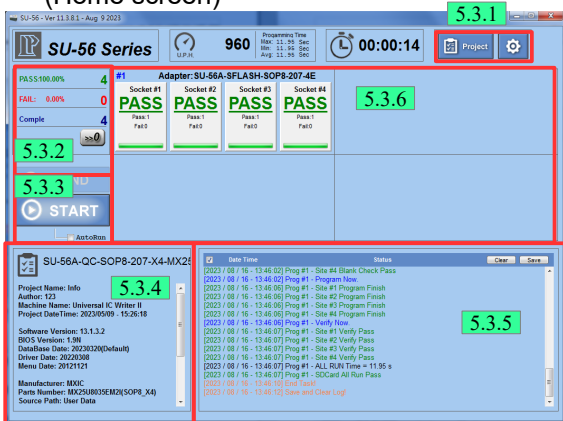 (Home screen)
5.3.1
SU-56 - Ver 11.3.8.1 - Aug 9 2023
SU-56 Series
U.P.H.
960
Programming Time
Max: 11.95 Sec
Min: 11.95 Sec
Avg: 11.95 Sec
00:00:14
Project
PASS:100.00% 4
FAIL: 0.00% 0
Comple 4
>>0
5.3.2
5.3.3
START
AutoRun
#1 Adapter:SU-56A-SFLASH-SOP8-207-4E
Socket #1 Socket #2 Socket #3 Socket #4
PASS PASS PASS PASS
Pass:1 Pass:1 Pass:1 Pass:1
Fail:0 Fail:0 Fail:0 Fail:0
5.3.6
SU-56A-QC-SOP8-207-X4-MX25
5.3.4
Project Name: Info
Author: 123
Machine Name: Universal IC Writer II
Project DateTime: 2023/05/09 - 15:26:18
Software Version: 13.1.3.2
BIOS Version: 1.9N
DataBase Date: 20230320(Default)
Driver Date: 20220308
Menu Date: 20121121
Manufacturer: MXIC
Parts Number: MX25U8035EM2I(SOP8_X4)
Source Path: User Data
Date Time Status Clear Save
[2023 / 08 / 16 - 13:46:02] Prog #1 - Site #4 Blank Check Pass
[2023 / 08 / 16 - 13:46:02] Prog #1 - Program Now.
[2023 / 08 / 16 - 13:46:06] Prog #1 - Site #1 Program Finish
[2023 / 08 / 16 - 13:46:06] Prog #1 - Site #2 Program Finish
[2023 / 08 / 16 - 13:46:06] Prog #1 - Site #3 Program Finish
[2023 / 08 / 16 - 13:46:06] Prog #1 - Site #4 Program Finish
[2023 / 08 / 16 - 13:46:06] Prog #1 - Verify Now.
[2023 / 08 / 16 - 13:46:07] Prog #1 - Site #1 Verify Pass
[2023 / 08 / 16 - 13:46:07] Prog #1 - Site #2 Verify Pass
[2023 / 08 / 16 - 13:46:07] Prog #1 - Site #3 Verify Pass
[2023 / 08 / 16 - 13:46:07] Prog #1 - Site #4 Verify Pass
[2023 / 08 / 16 - 13:46:07] Prog #1 - ALL RUN Time = 11.95 s
[2023 / 08 / 16 - 13:46:07] Prog #1 - SDCard All Run Pass
[2023 / 08 / 16 - 13:46:10] End Task!
[2023 / 08 / 16 - 13:46:12] Save and Clear Log!
5.3.5